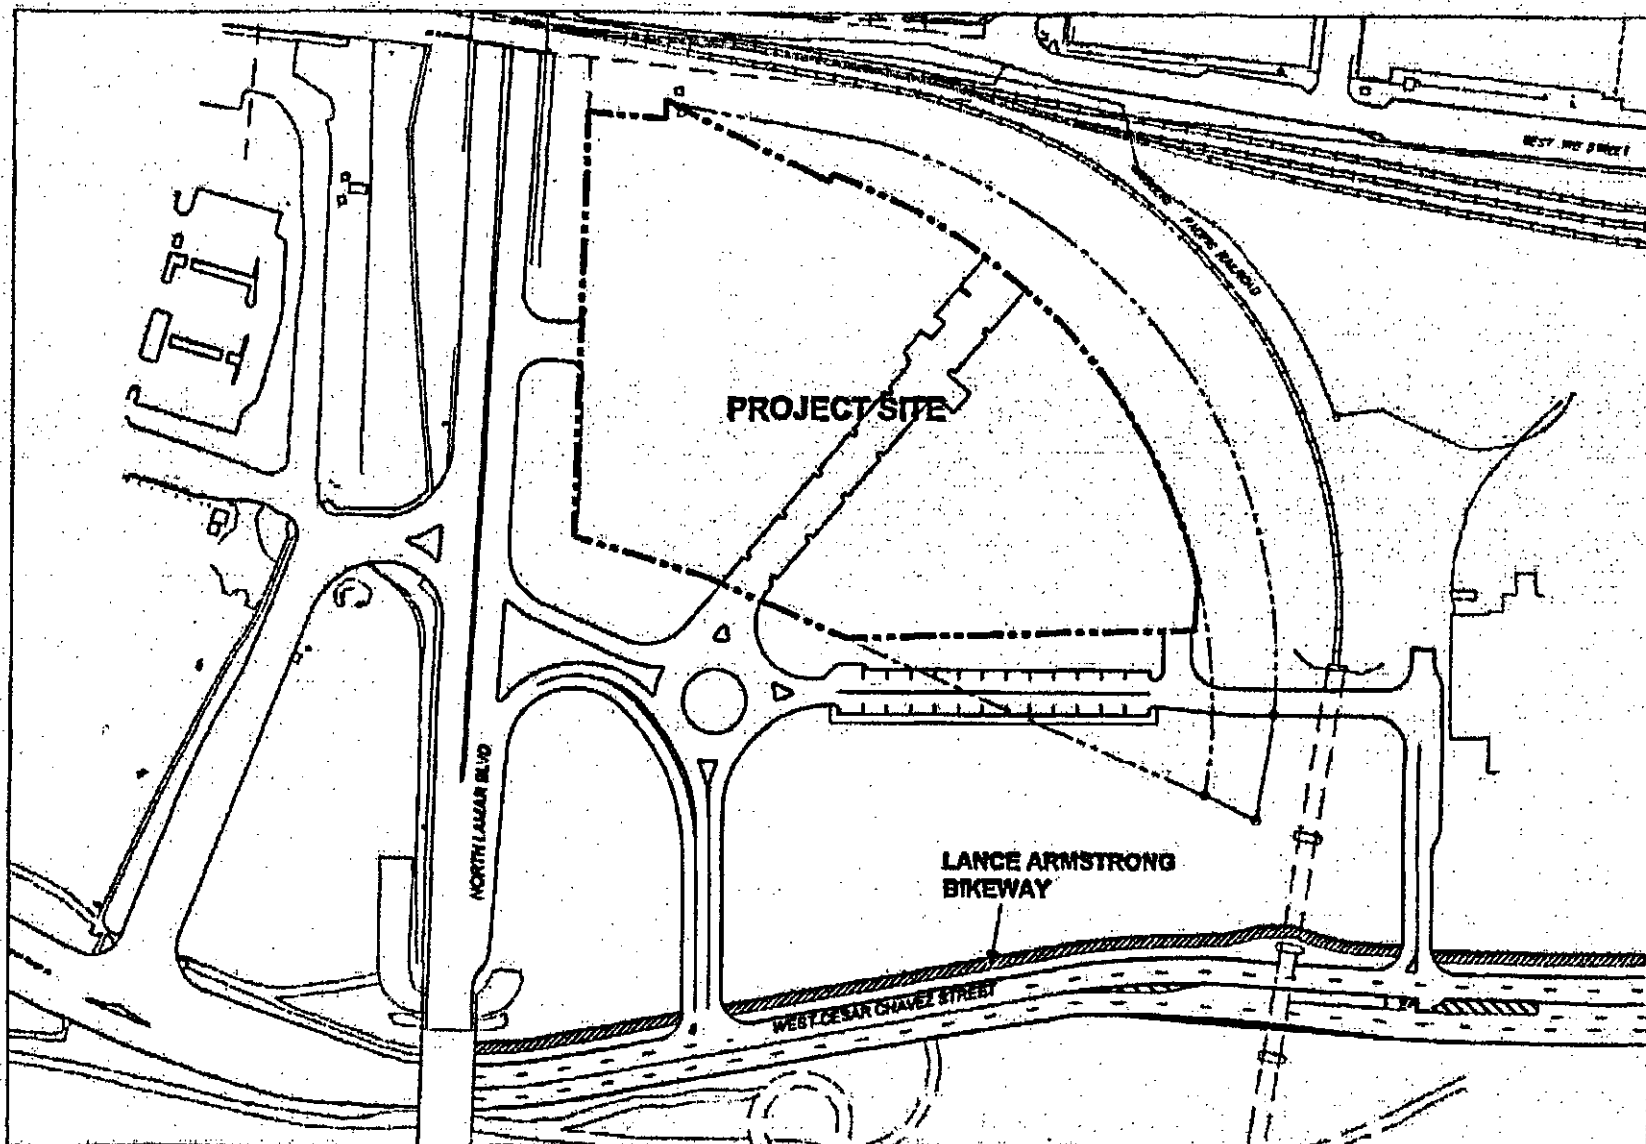 PACIFIC RAILROAD
PROJECT SITE
NORTH LAMAR BLVD
LANCE ARMSTRONG
BIKEWAY
WEST CESAR CHAVEZ STREET